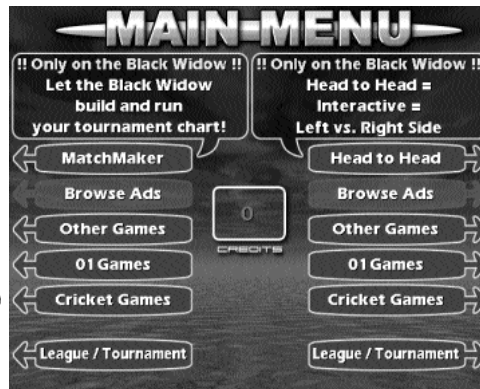 MAIN-MENU
!! Only on the Black Widow !!
Let the Black Widow
build and run
your tournament chart!
!! Only on the Black Widow !!
Head to Head =
Interactive =
Left vs. Right Side
MatchMaker
Head to Head
Browse Ads
Browse Ads
Other Games
0
Other Games
CREDITS
01 Games
01 Games
Cricket Games
Cricket Games
League / Tournament
League / Tournament